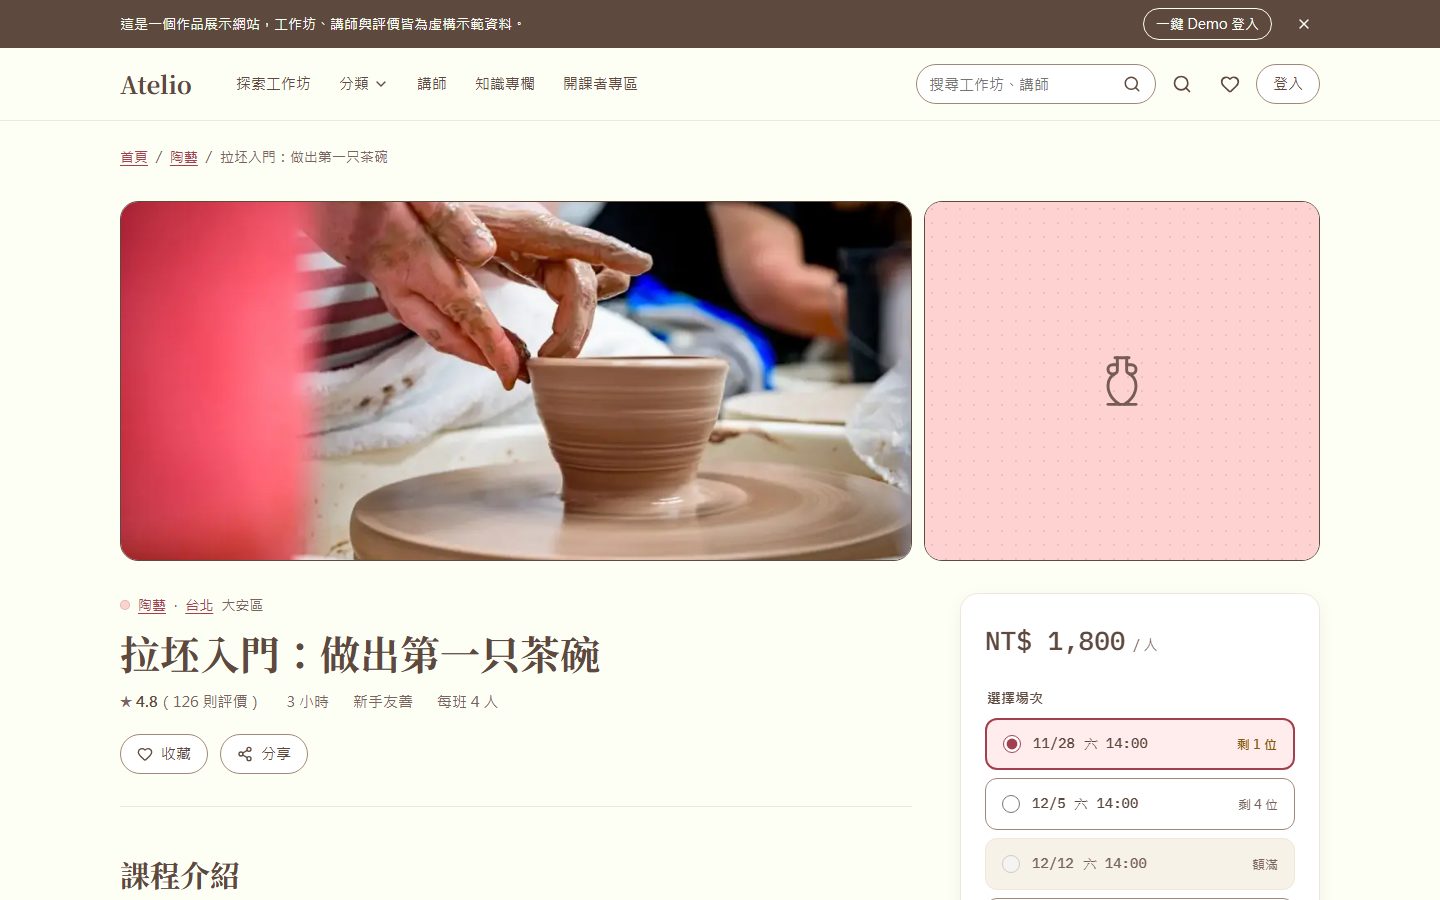 這是一個作品展示網站，工作坊、講師與評價皆為虛構示範資料。
一鍵 Demo 登入
Atelio
探索工作坊
分類
講師
知識專欄
開課者專區
搜尋工作坊、講師
登入
首頁 / 陶藝 / 拉坯入門：做出第一只茶碗
陶藝 · 台北 大安區
拉坯入門：做出第一只茶碗
★ 4.8 ( 126 則評價 ) 3 小時 新手友善 每班 4 人
收藏
分享
課程介紹
NT$ 1,800 / 人
選擇場次
11/28 六 14:00 剩 1 位
12/5 六 14:00 剩 4 位
12/12 六 14:00 額滿